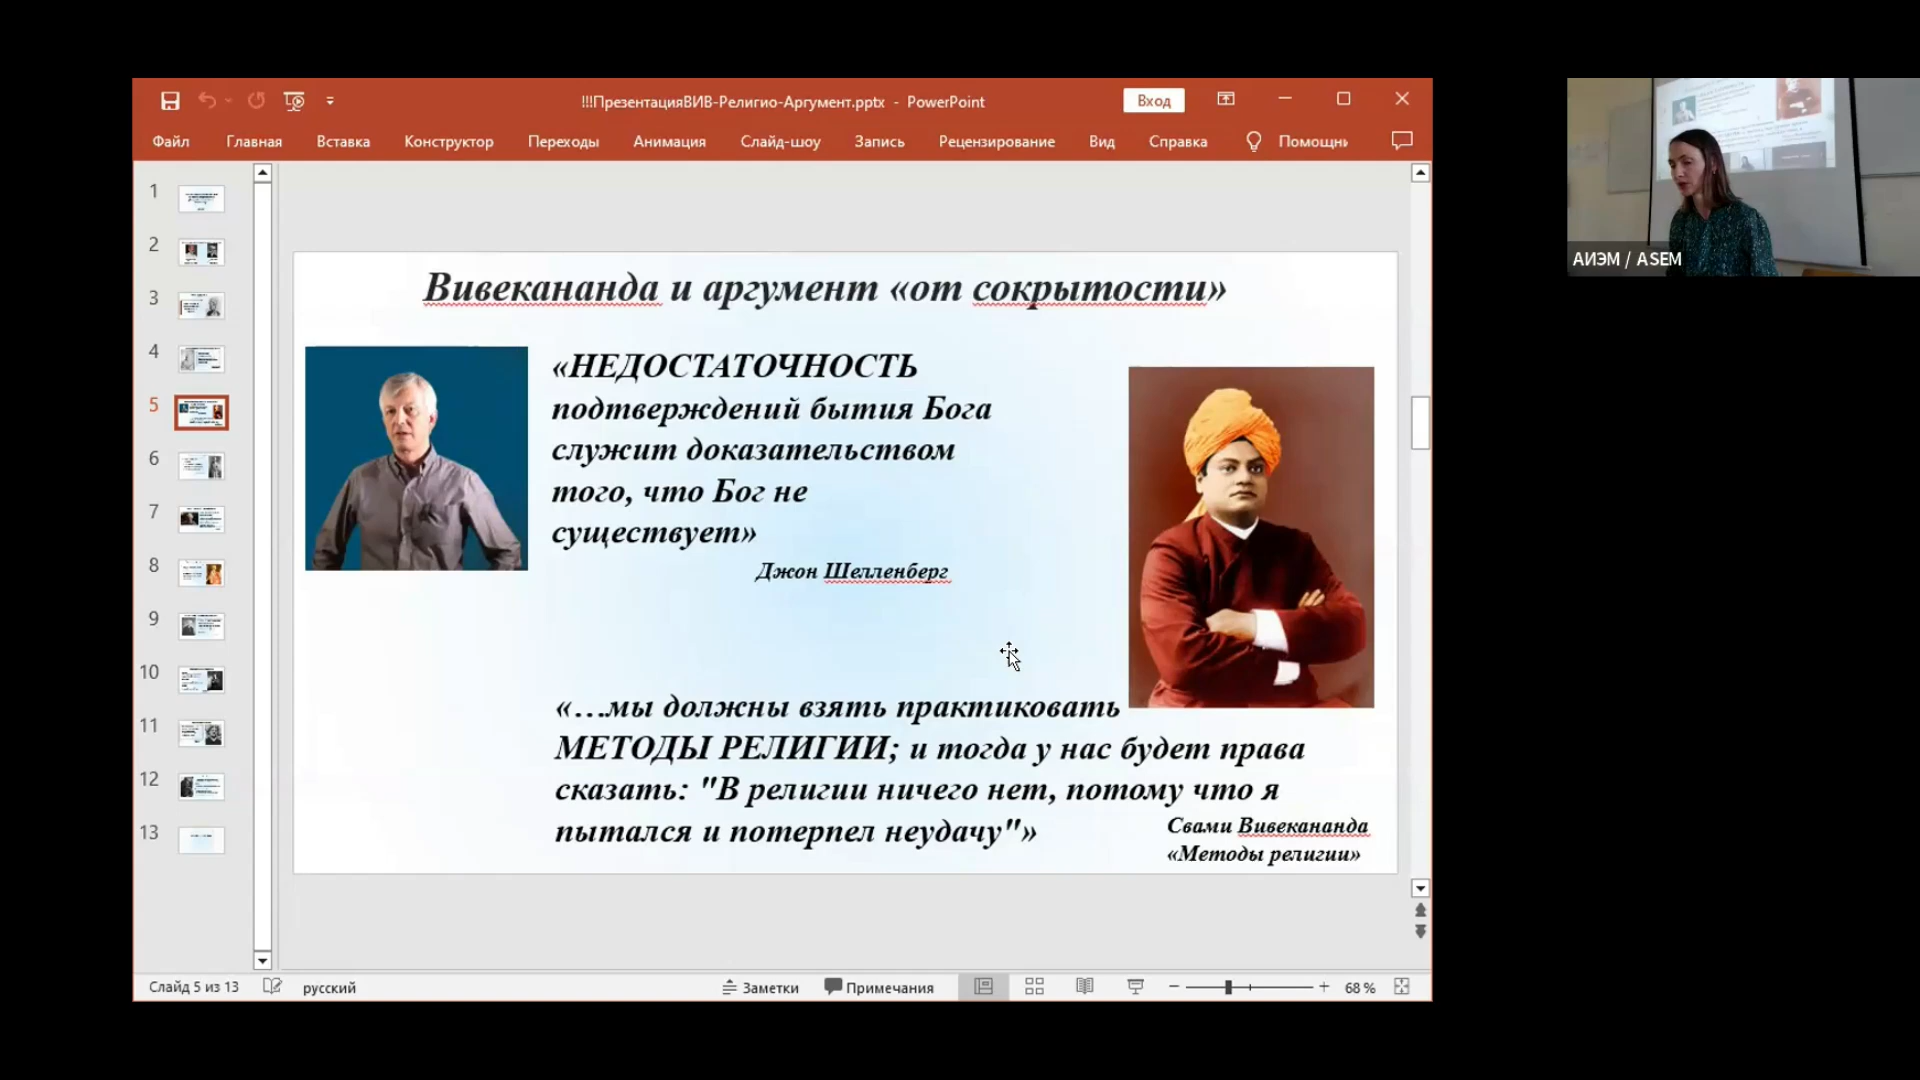 !!!ПрезентацияВИВ-Религио-Аргумент.pptx - PowerPoint
Вход
Файл Главная Вставка Конструктор Переходы Анимация Слайд-шоу Запись Рецензирование Вид Справка Помощни
1
2
3
4
5
6
7
8
9
10
11
12
13
Вивекананда и аргумент «от сокрытости»
«НЕДОСТАТОЧНОСТЬ
подтверждений бытия Бога
служит доказательством
того, что Бог не
существует»
Джон Шелленберг
«…мы должны взять практиковать
МЕТОДЫ РЕЛИГИИ; и тогда у нас будет права
сказать: "В религии ничего нет, потому что я
пытался и потерпел неудачу"»
Свами Вивекананда
«Методы религии»
Слайд 5 из 13 русский Заметки Примечания 68 %
АИЭМ / ASEM